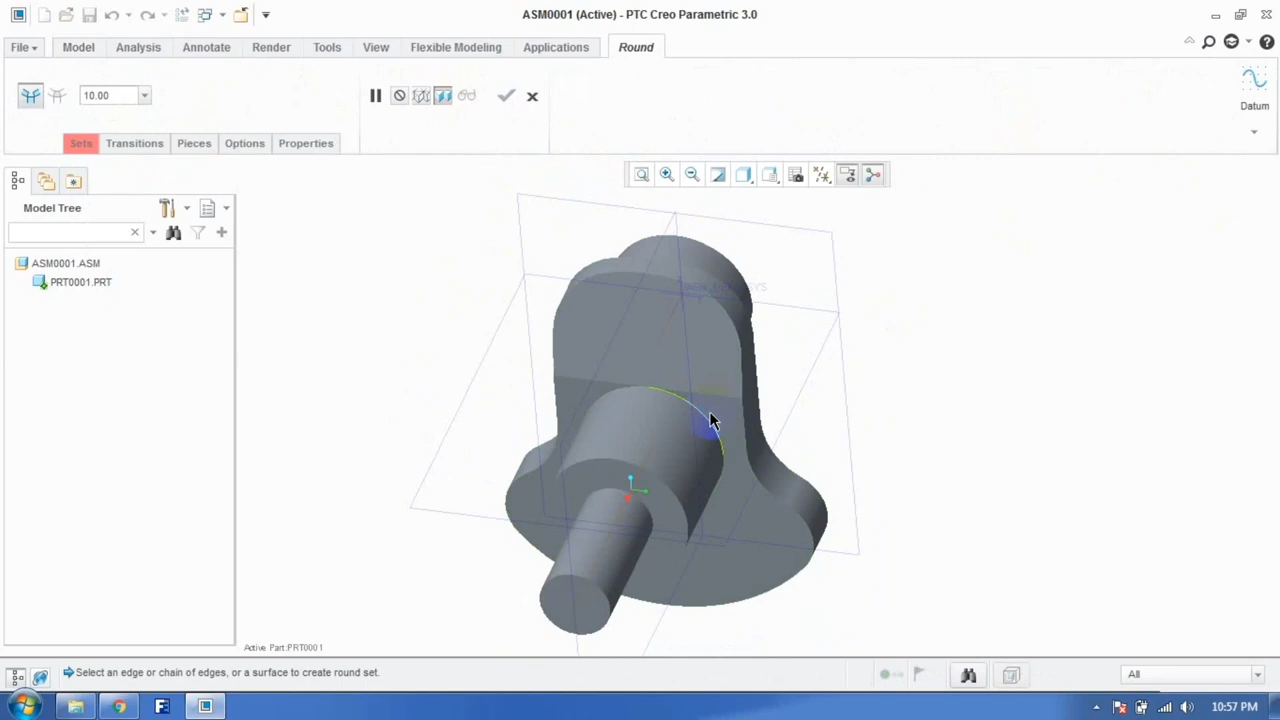 ASM0001 (Active) - PTC Creo Parametric 3.0
File Model Analysis Annotate Render Tools View Flexible Modeling Applications Round
10.00
Datum
Sets Transitions Pieces Options Properties
Model Tree
ASM0001.ASM
PRT0001.PRT
Active Part:PRT0001
Select an edge or chain of edges, or a surface to create round set.
All
10:57 PM